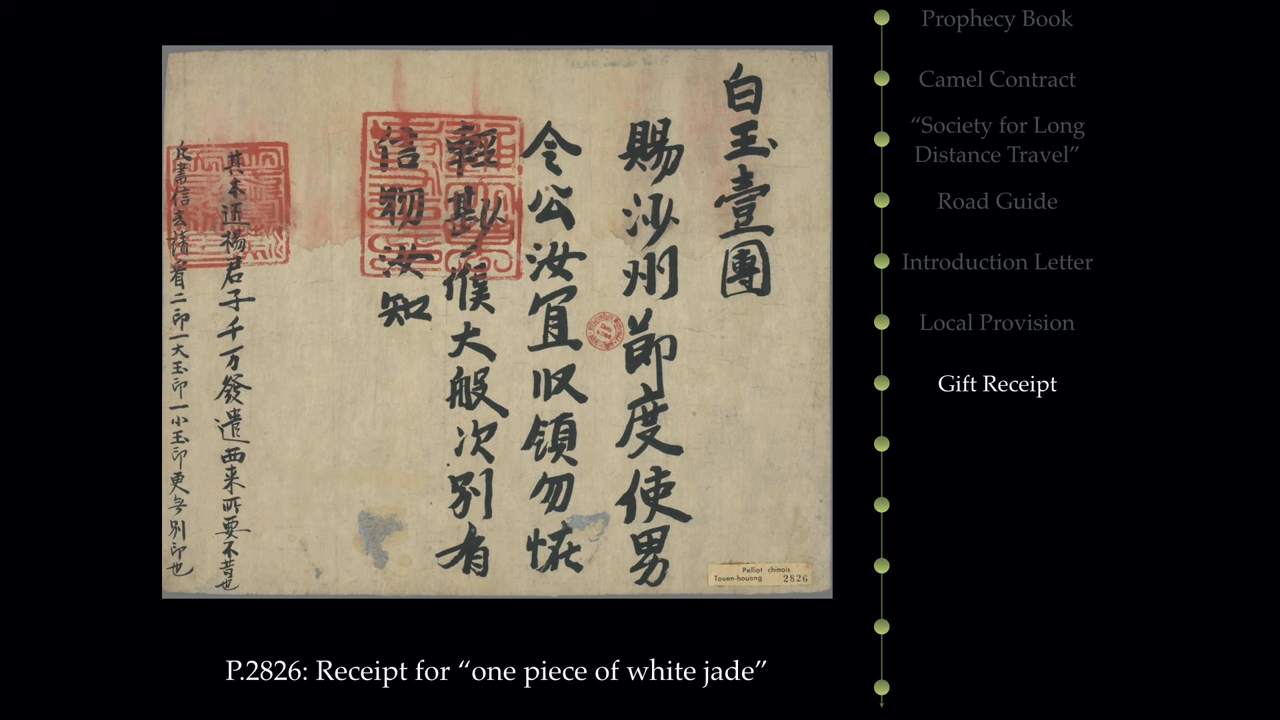 白玉壹團
賜沙州節度使男
令公汝宜收領勿怪
輕尠候大般次別有
信物汝知
其木匠楊君子千万發遣西来所要不昔也
凡書信去請看二印一大玉印一小玉印更無別印也
Pelliot chinois
Touen-houang 2826
P.2826: Receipt for “one piece of white jade”
Prophecy Book
Camel Contract
“Society for Long
Distance Travel”
Road Guide
Introduction Letter
Local Provision
Gift Receipt